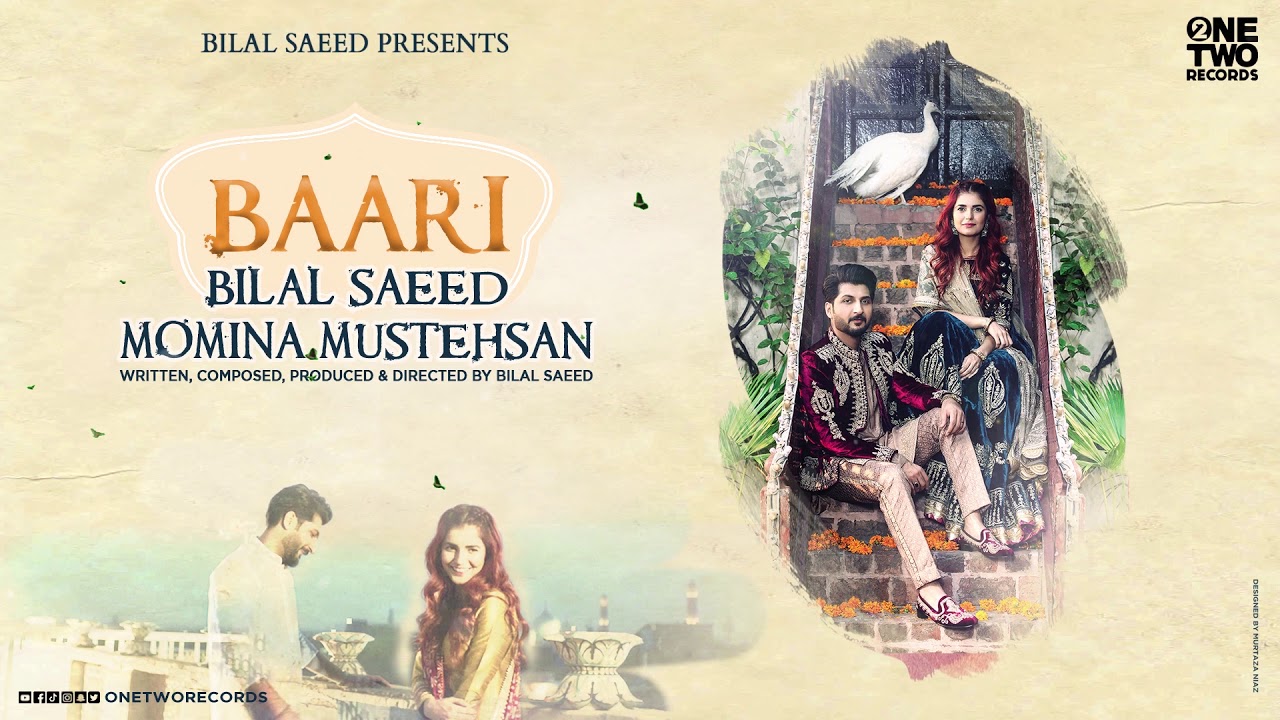 BILAL SAEED PRESENTS
ONE
TWO
RECORDS
BAARI
BILAL SAEED
MOMINA MUSTEHSAN
WRITTEN, COMPOSED, PRODUCED & DIRECTED BY BILAL SAEED
DESIGNED BY MURTAZA NIAZ
ONETWORECORDS